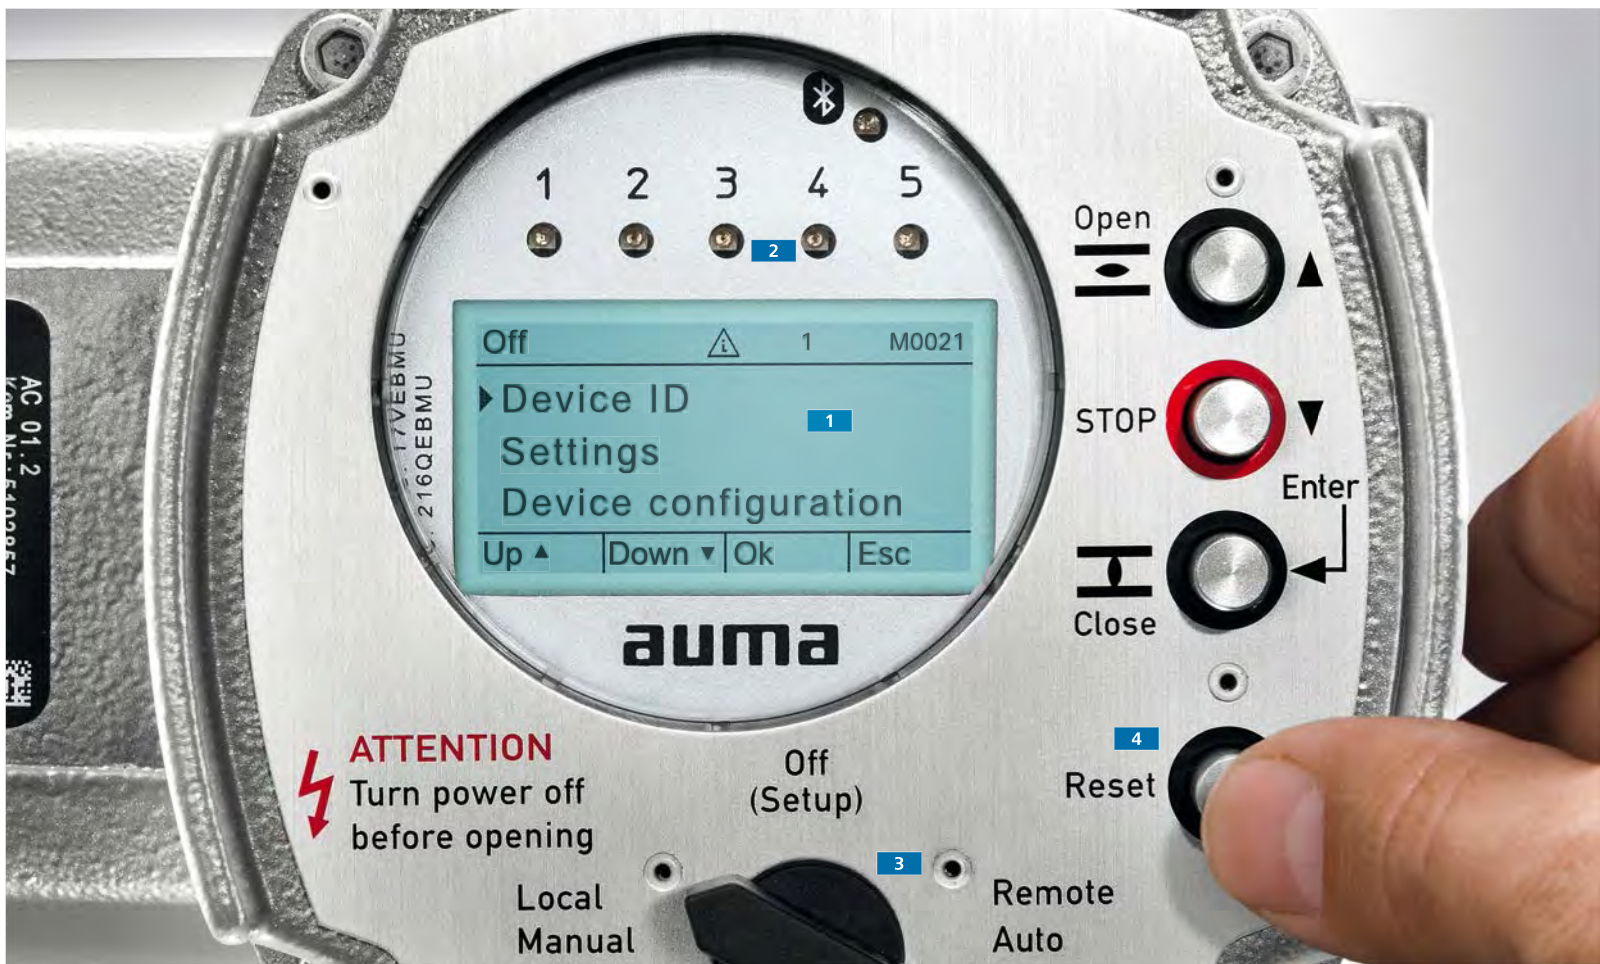 1 2 3 4 5
2
Off 1 M0021
Device ID
1
Settings
Device configuration
Up ▲ Down ▼ Ok Esc
auma
Open
STOP
Enter
Close
4
Reset
ATTENTION
Turn power off
before opening
Off
(Setup)
3
Local
Manual
Remote
Auto
AC 01.2
17VEBMU
216QEBMU